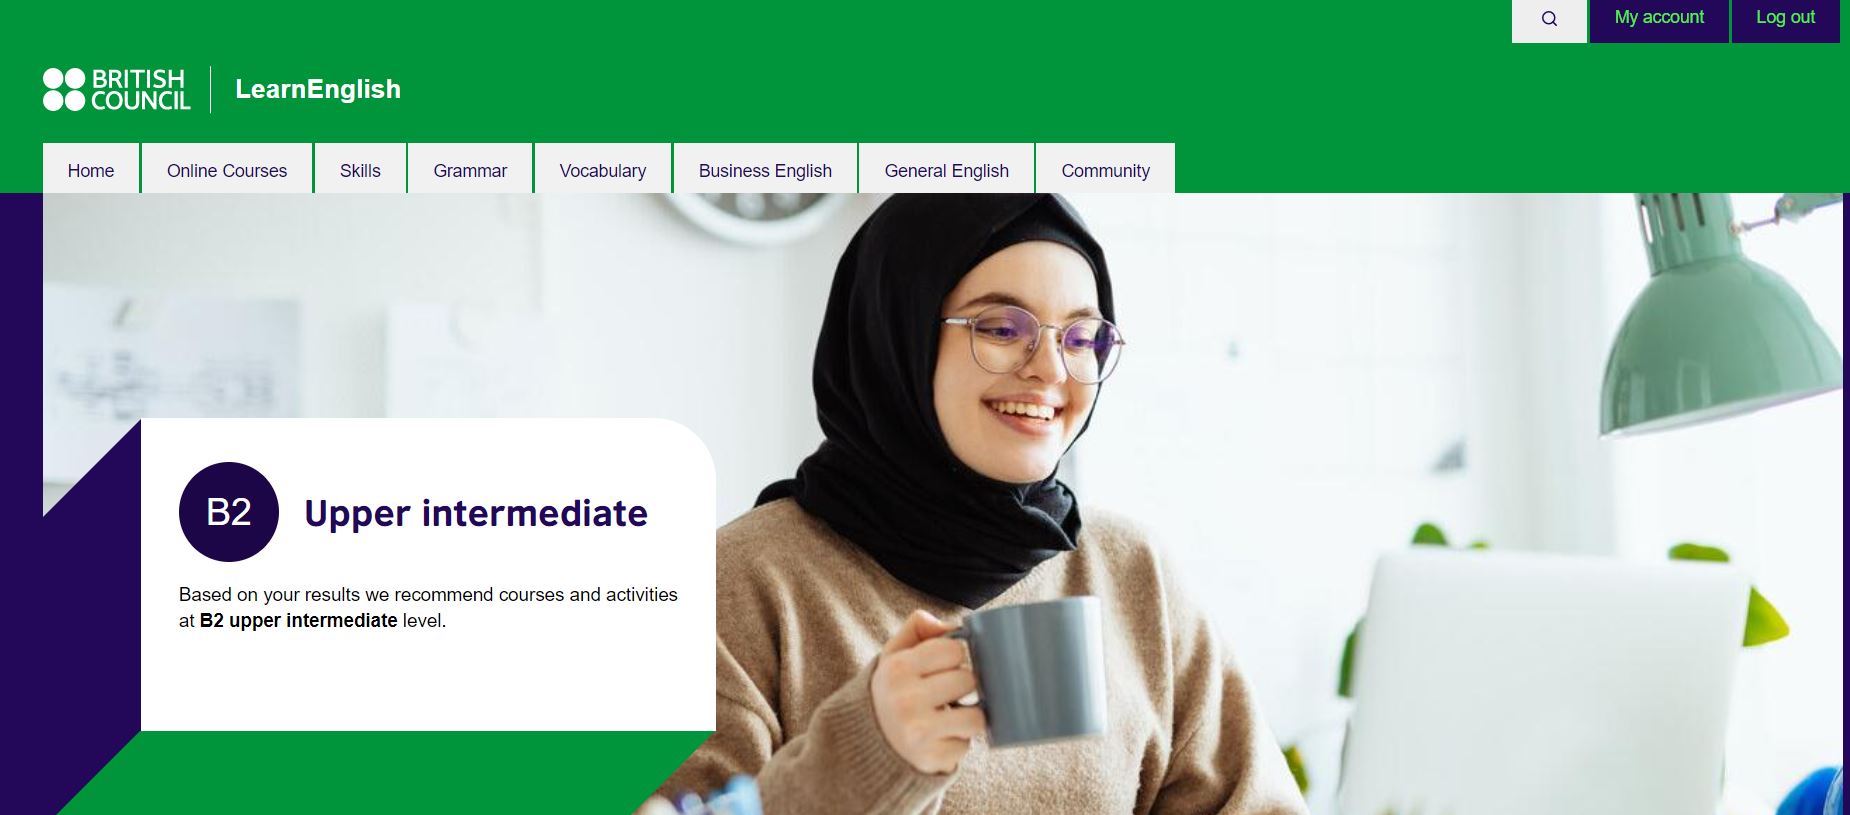 My account
Log out
BRITISH
COUNCIL
LearnEnglish
Home
Online Courses
Skills
Grammar
Vocabulary
Business English
General English
Community
B2
Upper intermediate
Based on your results we recommend courses and activities
at B2 upper intermediate level.